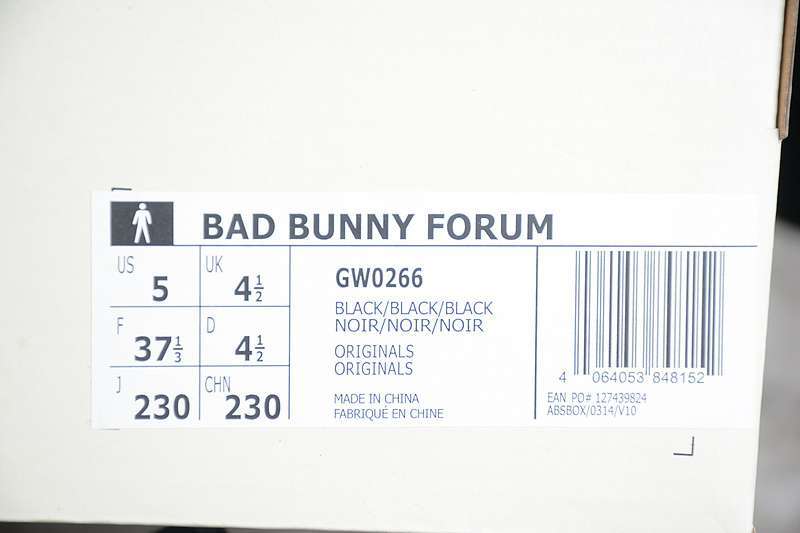 BAD BUNNY FORUM
US 5 UK 4½
F 37⅓ D 4½
J 230 CHN 230
GW0266
BLACK/BLACK/BLACK
NOIR/NOIR/NOIR
ORIGINALS
ORIGINALS
MADE IN CHINA
FABRIQUÉ EN CHINE
4 064053 848152
EAN PO# 127439824
ABSBOX/0314/V10